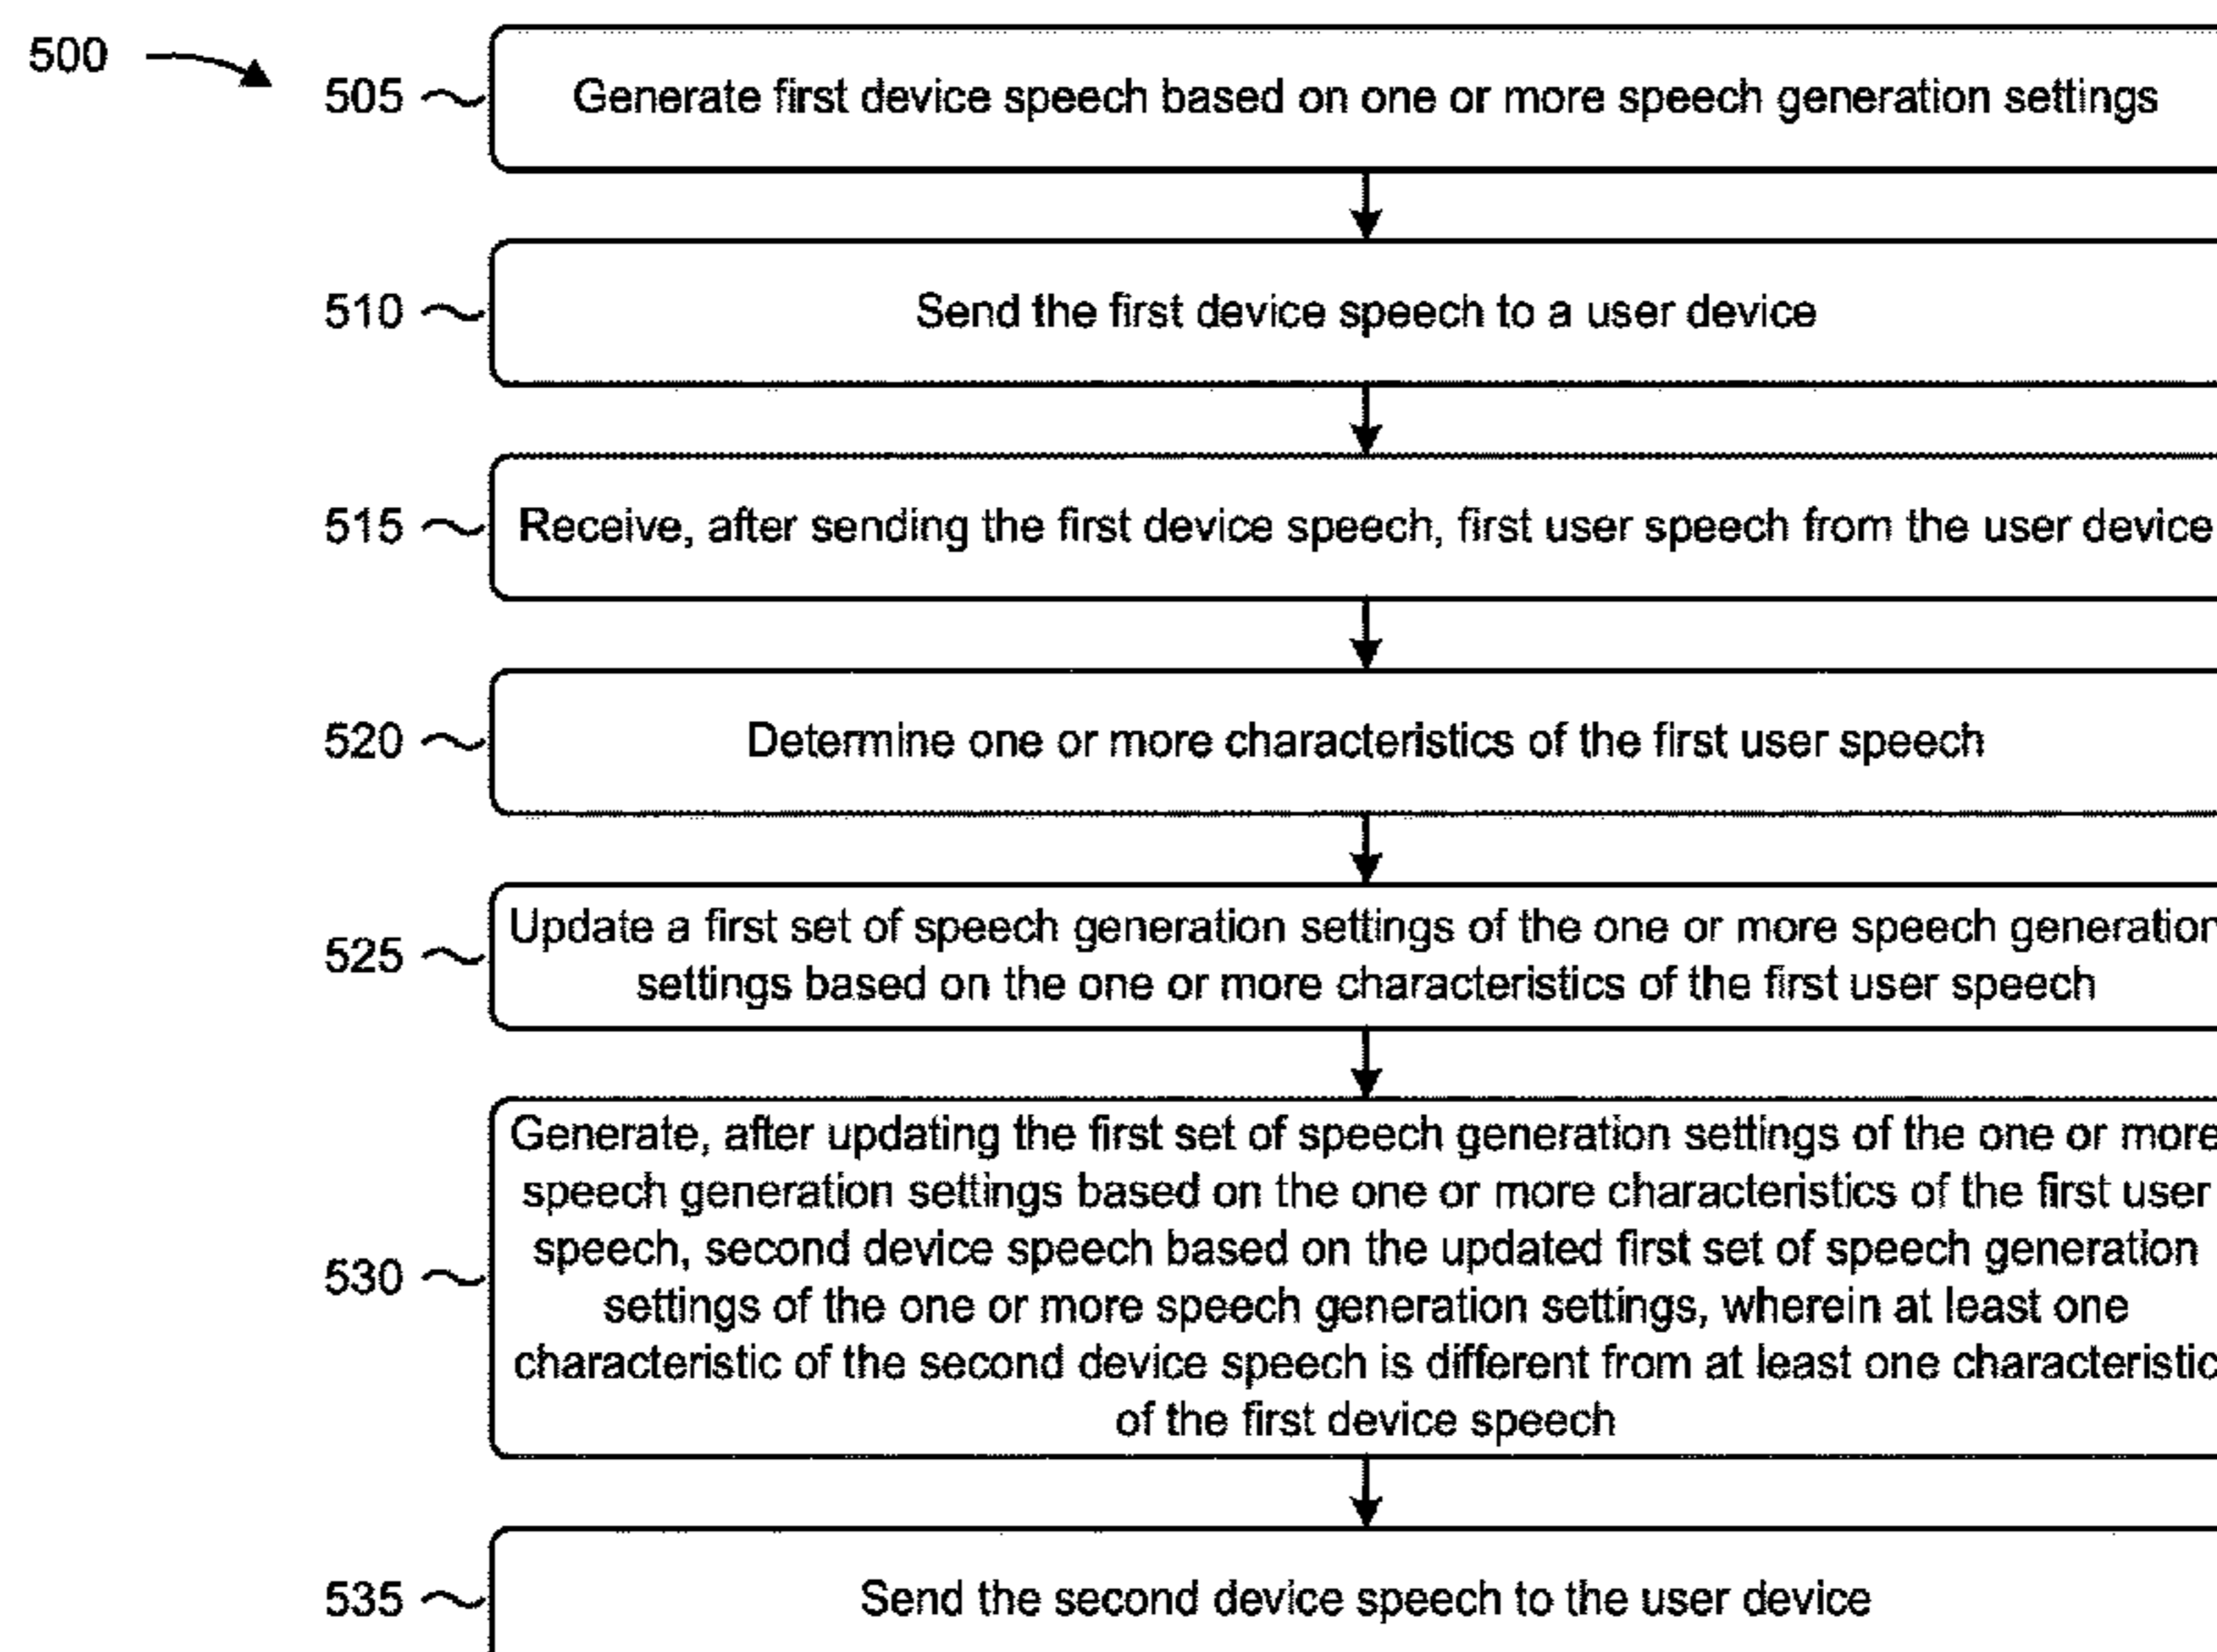 500
505
Generate first device speech based on one or more speech generation settings
510
Send the first device speech to a user device
515
Receive, after sending the first device speech, first user speech from the user device
520
Determine one or more characteristics of the first user speech
525
Update a first set of speech generation settings of the one or more speech generation
settings based on the one or more characteristics of the first user speech
530
Generate, after updating the first set of speech generation settings of the one or more
speech generation settings based on the one or more characteristics of the first user
speech, second device speech based on the updated first set of speech generation
settings of the one or more speech generation settings, wherein at least one
characteristic of the second device speech is different from at least one characteristic
of the first device speech
535
Send the second device speech to the user device